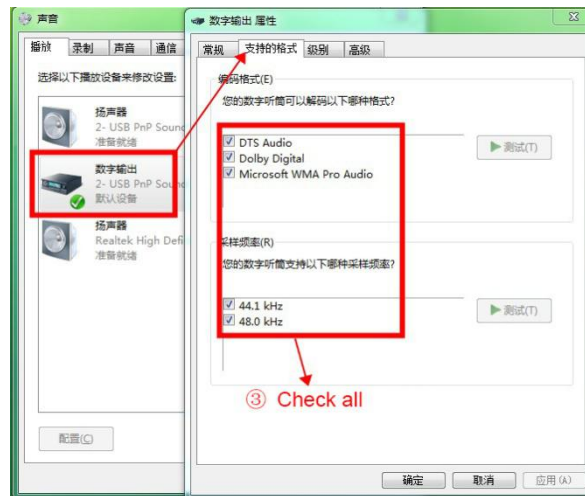 声音
播放 录制 声音 通信
选择以下播放设备来修改设置:
扬声器
2- USB PnP Sound
准备就绪
数字输出
2- USB PnP Sound
默认设备
扬声器
Realtek High Defi
准备就绪
配置(C)
数字输出 属性
常规 支持的格式 级别 高级
编码格式(E)
您的数字听筒可以解码以下哪种格式?
DTS Audio
Dolby Digital
Microsoft WMA Pro Audio
测试(T)
采样频率(R)
您的数字听筒支持以下哪种采样频率?
44.1 kHz
48.0 kHz
测试(T)
③ Check all
确定 取消 应用(A)